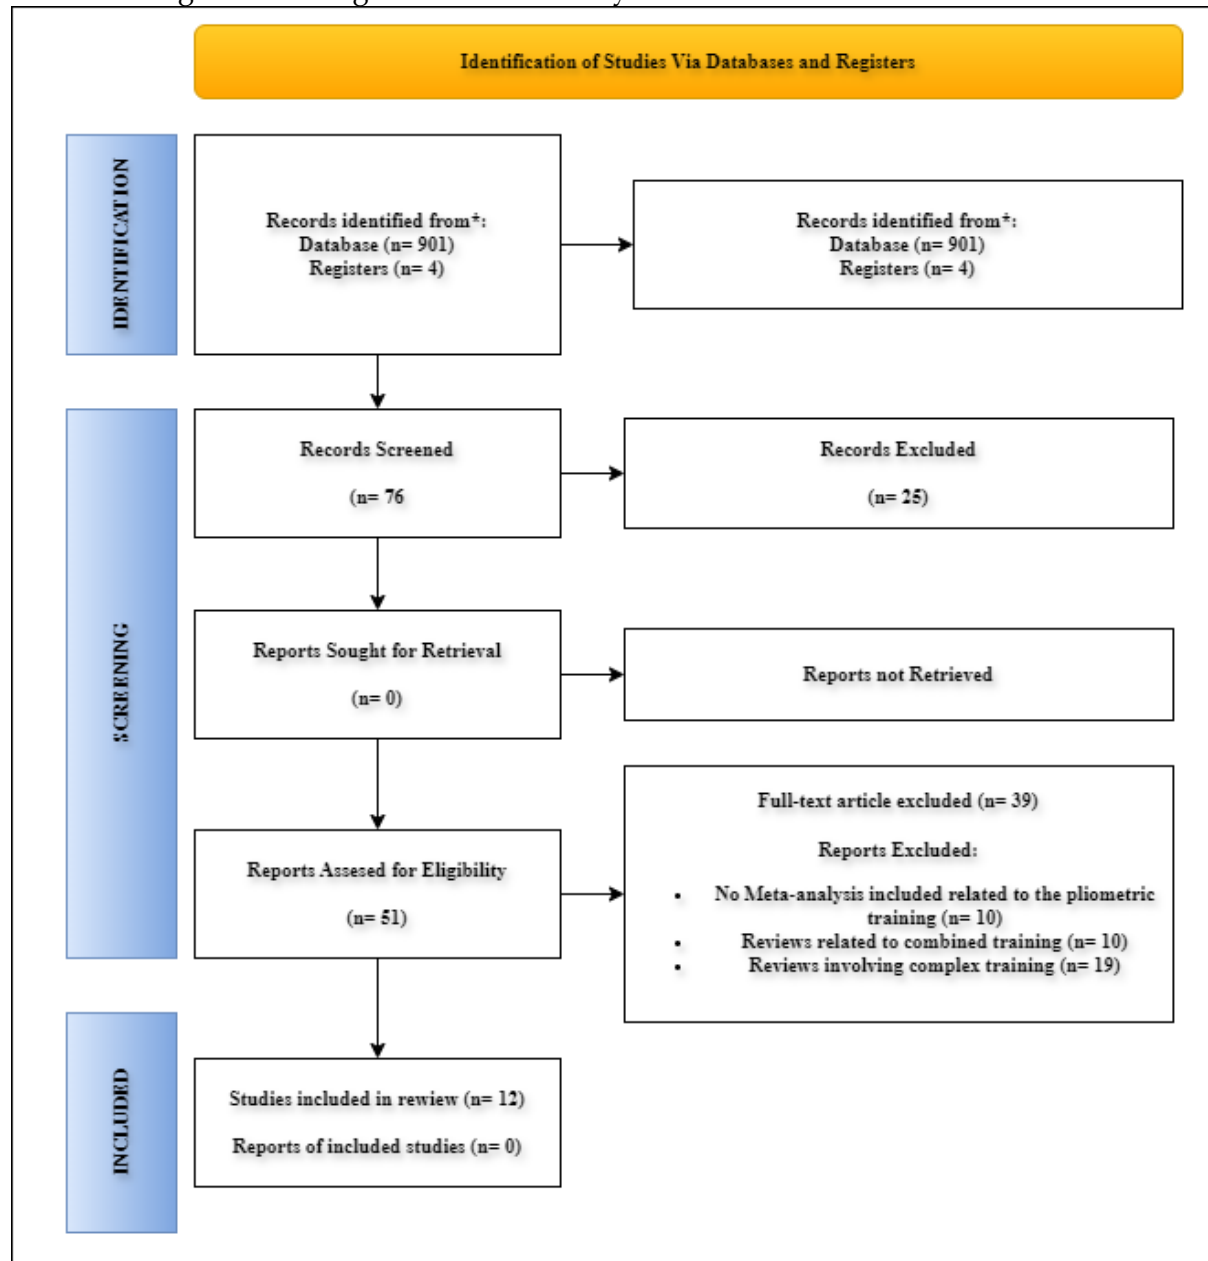 Identification of Studies Via Databases and Registers
IDENTIFICATION
Records identified from*:
Database (n= 901)
Registers (n= 4)
Records identified from*:
Database (n= 901)
Registers (n= 4)
SCREENING
Records Screened
(n= 76
Records Excluded
(n= 25)
Reports Sought for Retrieval
(n= 0)
Reports not Retrieved
Reports Assesed for Eligibility
(n= 51)
Full-text article excluded (n= 39)
Reports Excluded:
• No Meta-analysis included related to the pliometric
training (n= 10)
• Reviews related to combined training (n= 10)
• Reviews involving complex training (n= 19)
INCLUDED
Studies included in rewiew (n= 12)
Reports of included studies (n= 0)